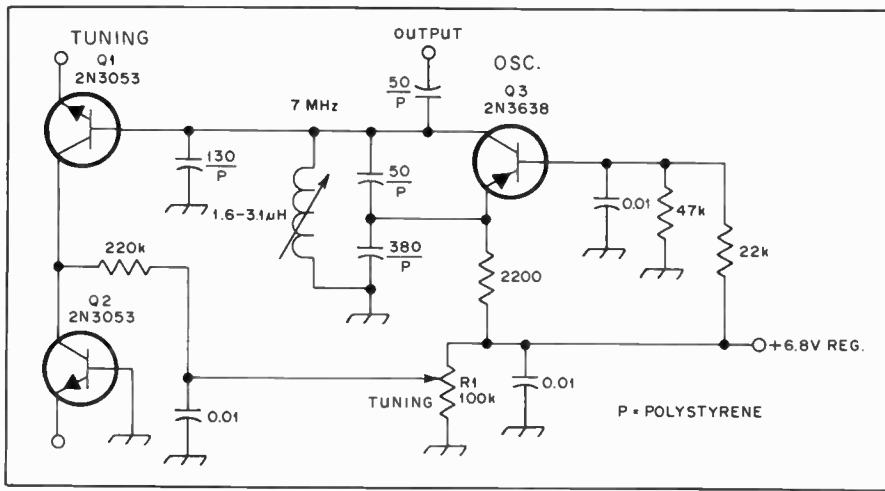 TUNING
Q1
2N3053
OUTPUT
50
P
OSC.
Q3
2N3638
7 MHz
130
P
1.6-3.1µH
50
P
380
P
0.01
47k
22k
220k
2200
Q2
2N3053
0.01
TUNING
R1
100k
0.01
+6.8V REG.
P = POLYSTYRENE